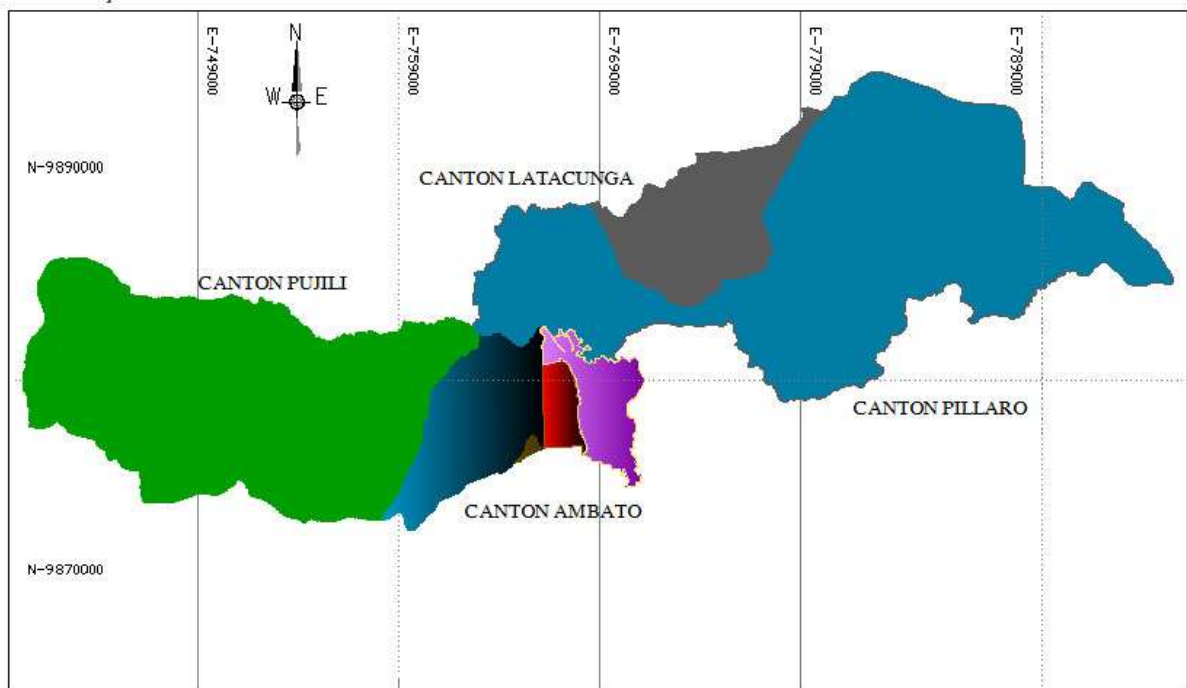 E-749000
E-759000
E-769000
E-779000
E-789000
N
W E
N-9890000
CANTON LATACUNGA
CANTON PUJILI
CANTON PILLARO
CANTON AMBATO
N-9870000